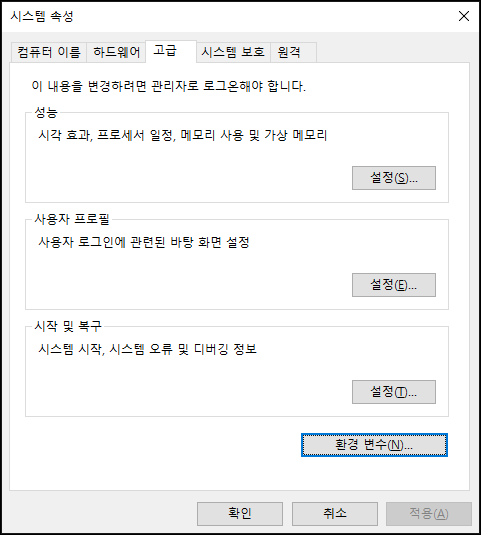 시스템 속성
컴퓨터 이름 하드웨어 고급 시스템 보호 원격
이 내용을 변경하려면 관리자로 로그온해야 합니다.
성능
시각 효과, 프로세서 일정, 메모리 사용 및 가상 메모리
설정(S)...
사용자 프로필
사용자 로그인에 관련된 바탕 화면 설정
설정(E)...
시작 및 복구
시스템 시작, 시스템 오류 및 디버깅 정보
설정(T)...
환경 변수(N)...
확인 취소 적용(A)